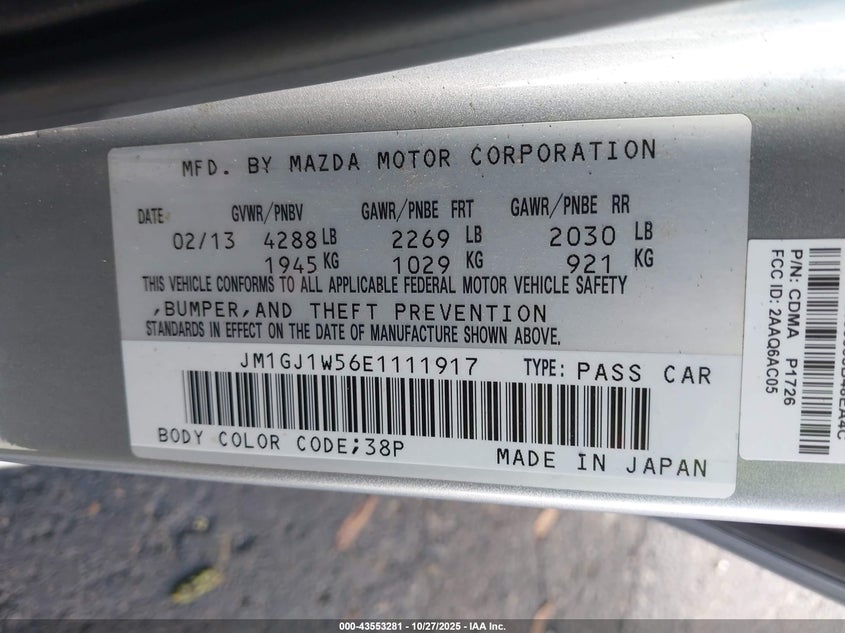 MFD. BY MAZDA MOTOR CORPORATION
DATE GVWR/PNBV GAWR/PNBE FRT GAWR/PNBE RR
02/13 4288 LB 2269 LB 2030 LB
1945 KG 1029 KG 921 KG
THIS VEHICLE CONFORMS TO ALL APPLICABLE FEDERAL MOTOR VEHICLE SAFETY
,BUMPER,AND THEFT PREVENTION
STANDARDS IN EFFECT ON THE DATE OF MANUFACTURE SHOWN ABOVE.
JM1GJ1W56E1111917 TYPE: PASS CAR
BODY COLOR CODE;38P
MADE IN JAPAN
P/N: CDMA P1726
FCC ID: 2AAQ6AC05
000-43553281 - 10/27/2025 - IAA Inc.